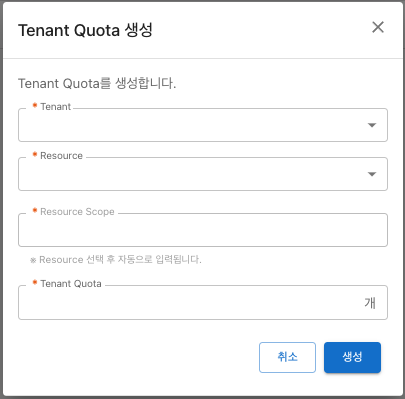 Tenant Quota 생성
Tenant Quota를 생성합니다.
* Tenant
* Resource
* Resource Scope
※ Resource 선택 후 자동으로 입력됩니다.
* Tenant Quota
개
취소
생성